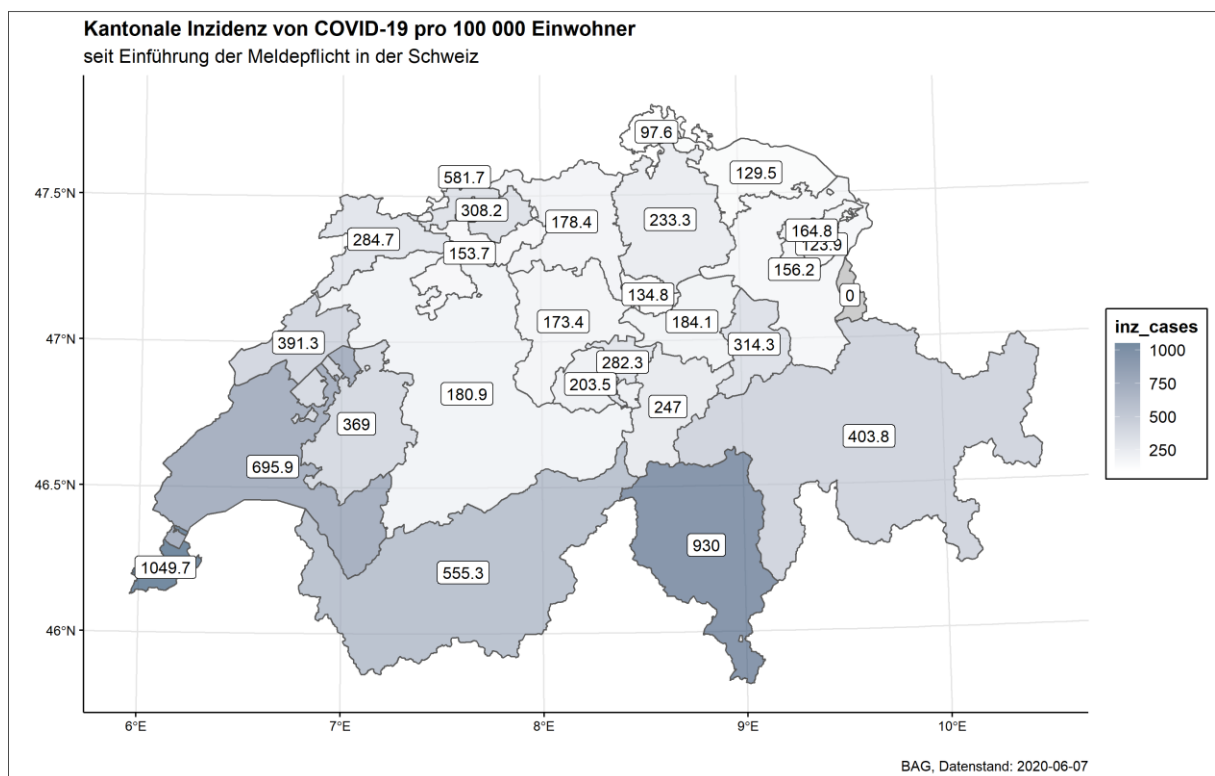 Kantonale Inzidenz von COVID-19 pro 100 000 Einwohner
seit Einführung der Meldepflicht in der Schweiz
97.6
581.7
129.5
47.5°N
308.2
178.4
233.3
284.7
164.8
153.7
123.9
156.2
134.8
0
173.4
184.1
47°N
391.3
314.3
282.3
203.5
180.9
247
369
403.8
695.9
46.5°N
930
1049.7
555.3
46°N
inz_cases
1000
750
500
250
6°E
7°E
8°E
9°E
10°E
BAG, Datenstand: 2020-06-07